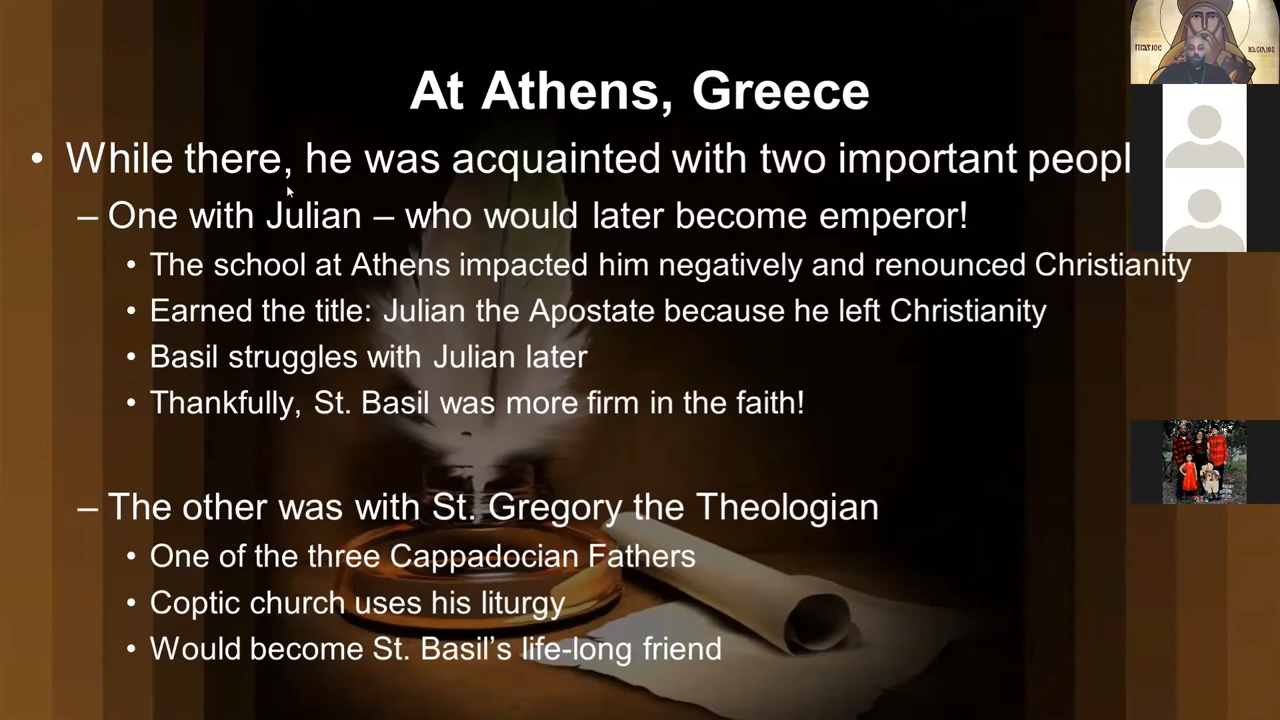 At Athens, Greece
• While there, he was acquainted with two important peopl
– One with Julian – who would later become emperor!
• The school at Athens impacted him negatively and renounced Christianity
• Earned the title: Julian the Apostate because he left Christianity
• Basil struggles with Julian later
• Thankfully, St. Basil was more firm in the faith!
– The other was with St. Gregory the Theologian
• One of the three Cappadocian Fathers
• Coptic church uses his liturgy
• Would become St. Basil’s life-long friend